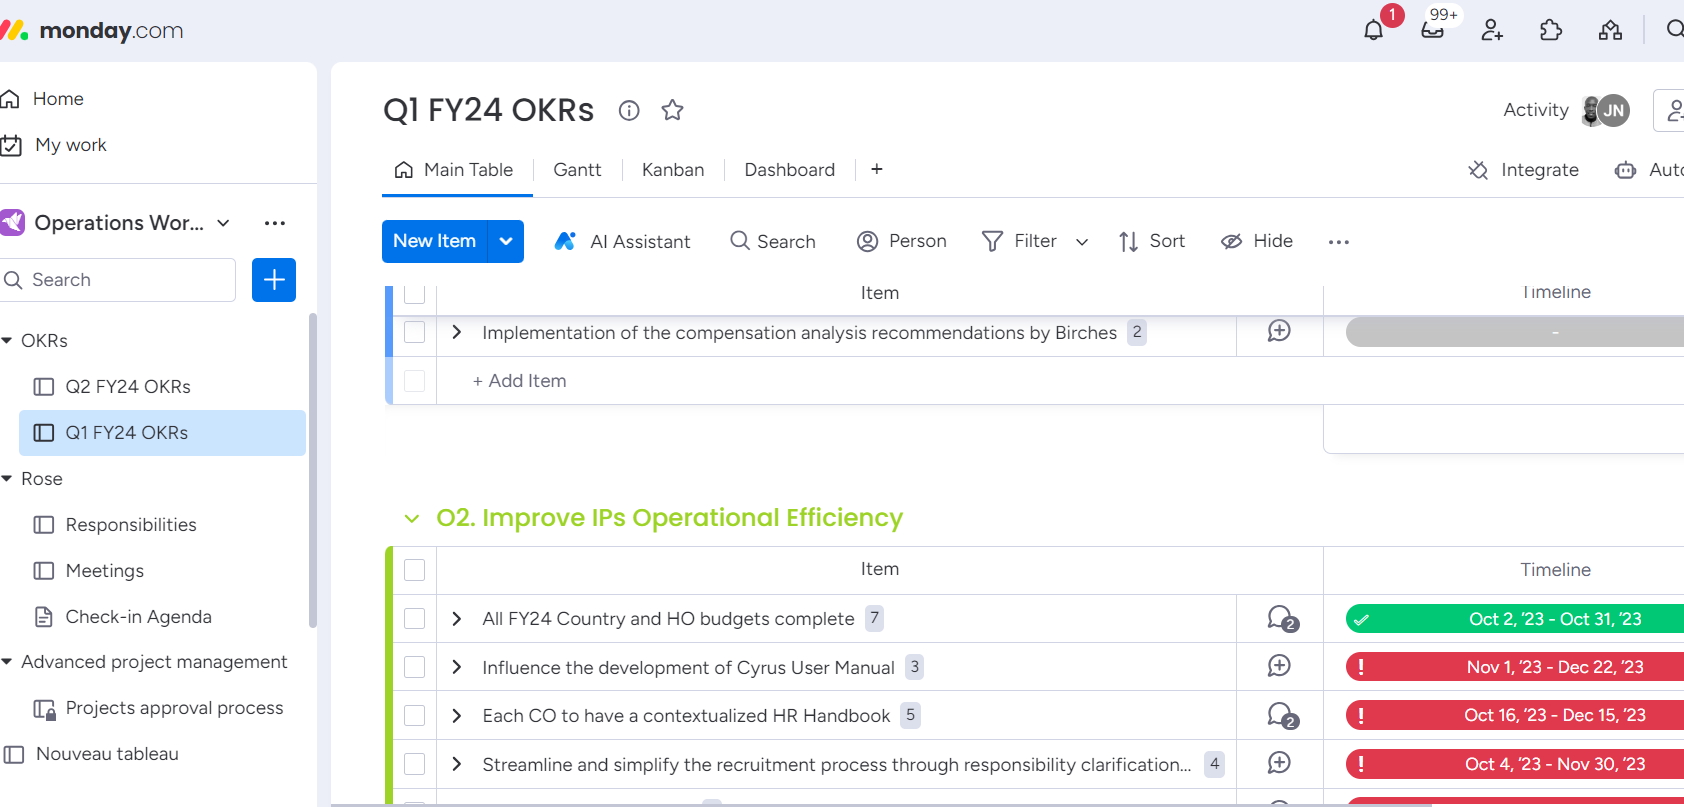 monday.com
1
99+
Home
My work
Operations Wor...
Search
OKRs
Q2 FY24 OKRs
Q1 FY24 OKRs
Rose
Responsibilities
Meetings
Check-in Agenda
Advanced project management
Projects approval process
Nouveau tableau
Q1 FY24 OKRs
Activity
JN
Main Table
Gantt
Kanban
Dashboard
+
Integrate
New Item
AI Assistant
Search
Person
Filter
Sort
Hide
Item
Timeline
Implementation of the compensation analysis recommendations by Birches 2
-
+ Add Item
O2. Improve IPs Operational Efficiency
Item
Timeline
All FY24 Country and HO budgets complete 7
2
Oct 2, '23 - Oct 31, '23
Influence the development of Cyrus User Manual 3
! Nov 1, '23 - Dec 22, '23
Each CO to have a contextualized HR Handbook 5
2
! Oct 16, '23 - Dec 15, '23
Streamline and simplify the recruitment process through responsibility clarification... 4
! Oct 4, '23 - Nov 30, '23